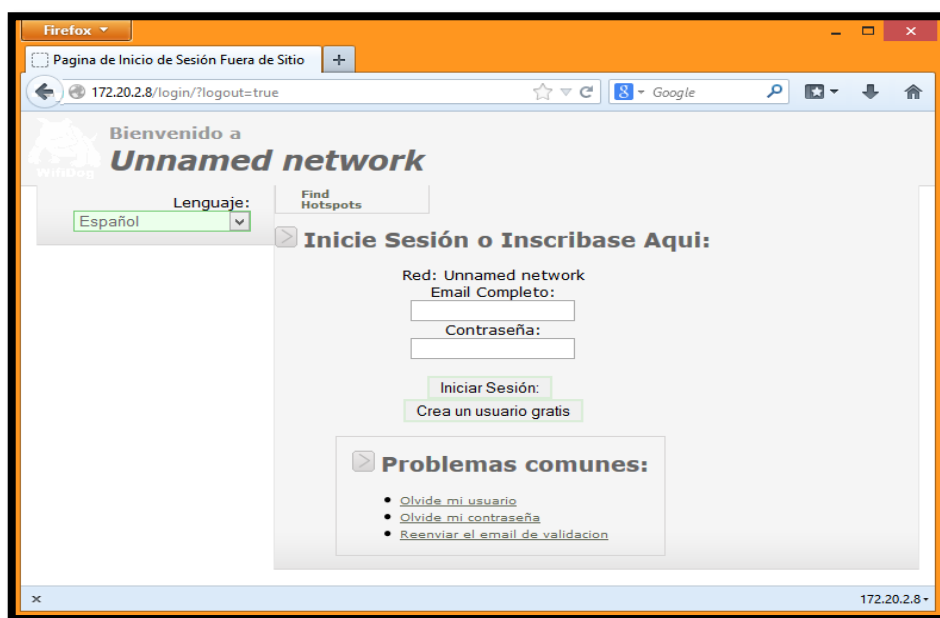 Firefox
Pagina de Inicio de Sesión Fuera de Sitio
172.20.2.8/login/?logout=true
Google
WifiDog
Bienvenido a
Unnamed network
Lenguaje:
Español
Find
Hotspots
Inicie Sesión o Inscribase Aqui:
Red: Unnamed network
Email Completo:
Contraseña:
Iniciar Sesión:
Crea un usuario gratis
Problemas comunes:
Olvide mi usuario
Olvide mi contraseña
Reenviar el email de validacion
172.20.2.8